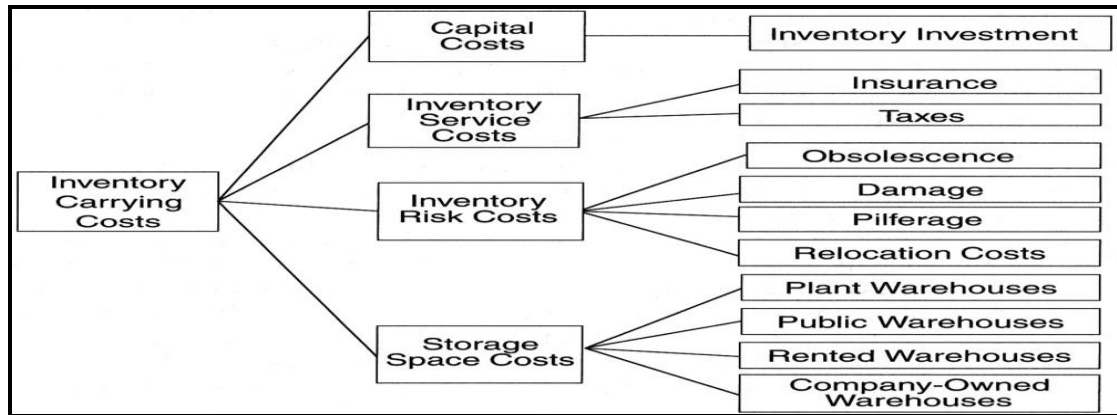 Inventory
Carrying
Costs
Capital
Costs
Inventory Investment
Inventory
Service
Costs
Insurance
Taxes
Inventory
Risk Costs
Obsolescence
Damage
Pilferage
Relocation Costs
Storage
Space Costs
Plant Warehouses
Public Warehouses
Rented Warehouses
Company-Owned
Warehouses